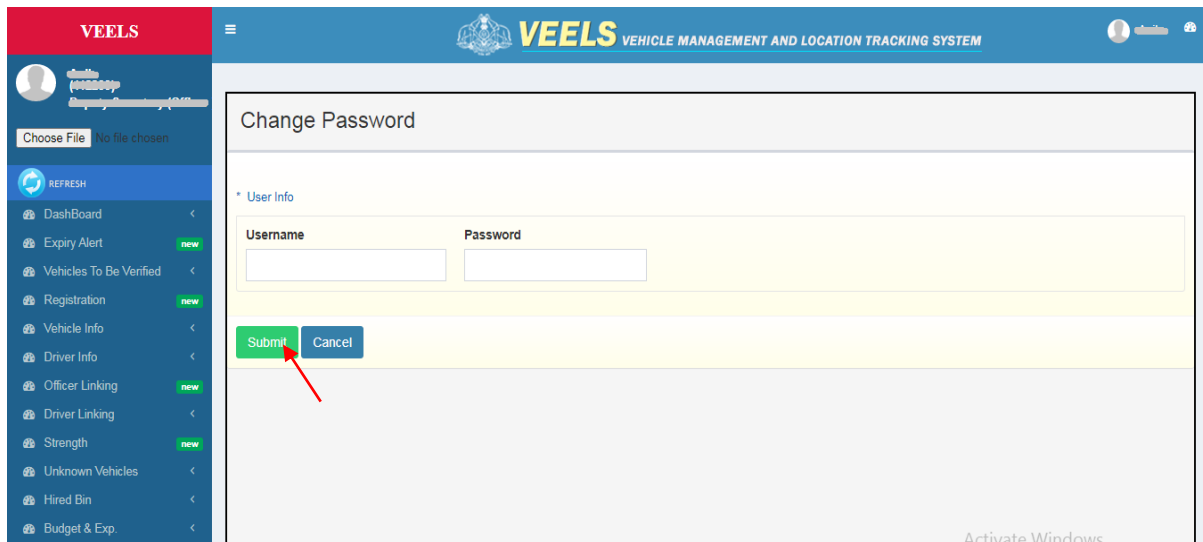 VEELS
VEELS VEHICLE MANAGEMENT AND LOCATION TRACKING SYSTEM
Choose File No file chosen
REFRESH
DashBoard
Expiry Alert new
Vehicles To Be Verified
Registration new
Vehicle Info
Driver Info
Officer Linking new
Driver Linking
Strength new
Unknown Vehicles
Hired Bin
Budget & Exp.
Change Password
* User Info
Username Password
Submit Cancel
Activate Windows